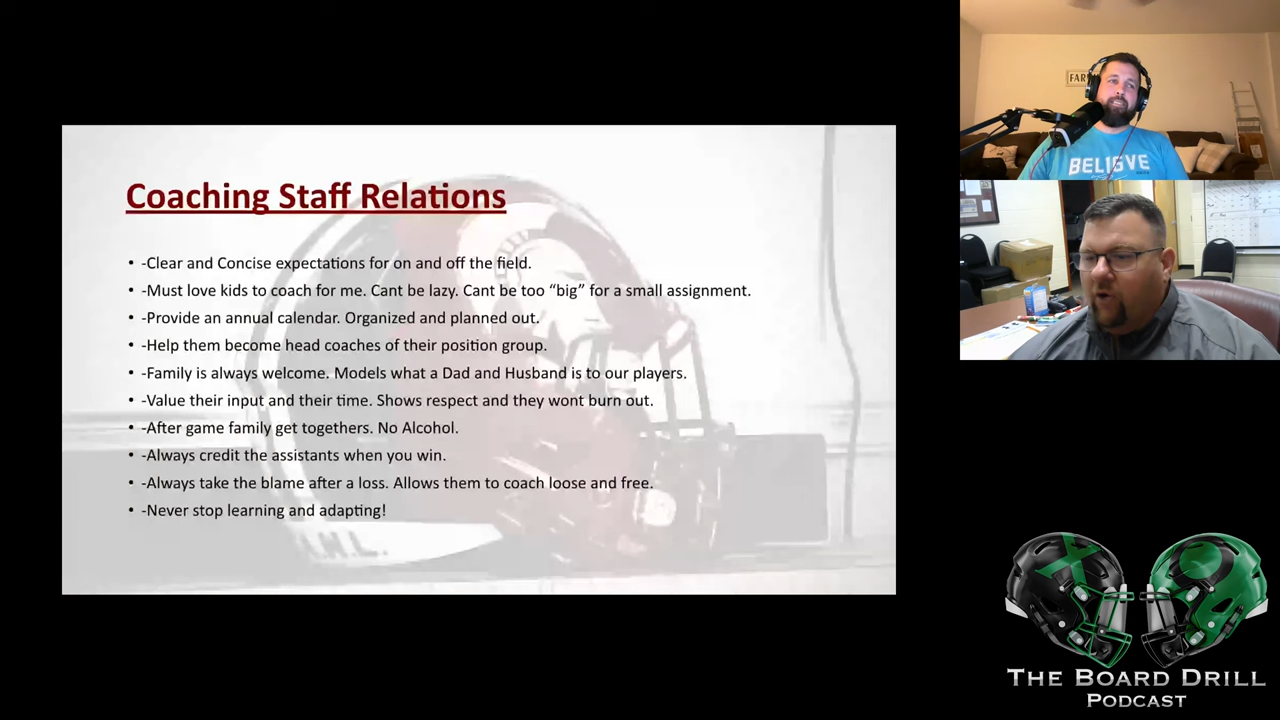 Coaching Staff Relations
• -Clear and Concise expectations for on and off the field.
• -Must love kids to coach for me. Cant be lazy. Cant be too “big” for a small assignment.
• -Provide an annual calendar. Organized and planned out.
• -Help them become head coaches of their position group.
• -Family is always welcome. Models what a Dad and Husband is to our players.
• -Value their input and their time. Shows respect and they wont burn out.
• -After game family get togethers. No Alcohol.
• -Always credit the assistants when you win.
• -Always take the blame after a loss. Allows them to coach loose and free.
• -Never stop learning and adapting!
FAR
BELIEVE
THE BOARD DRILL
PODCAST